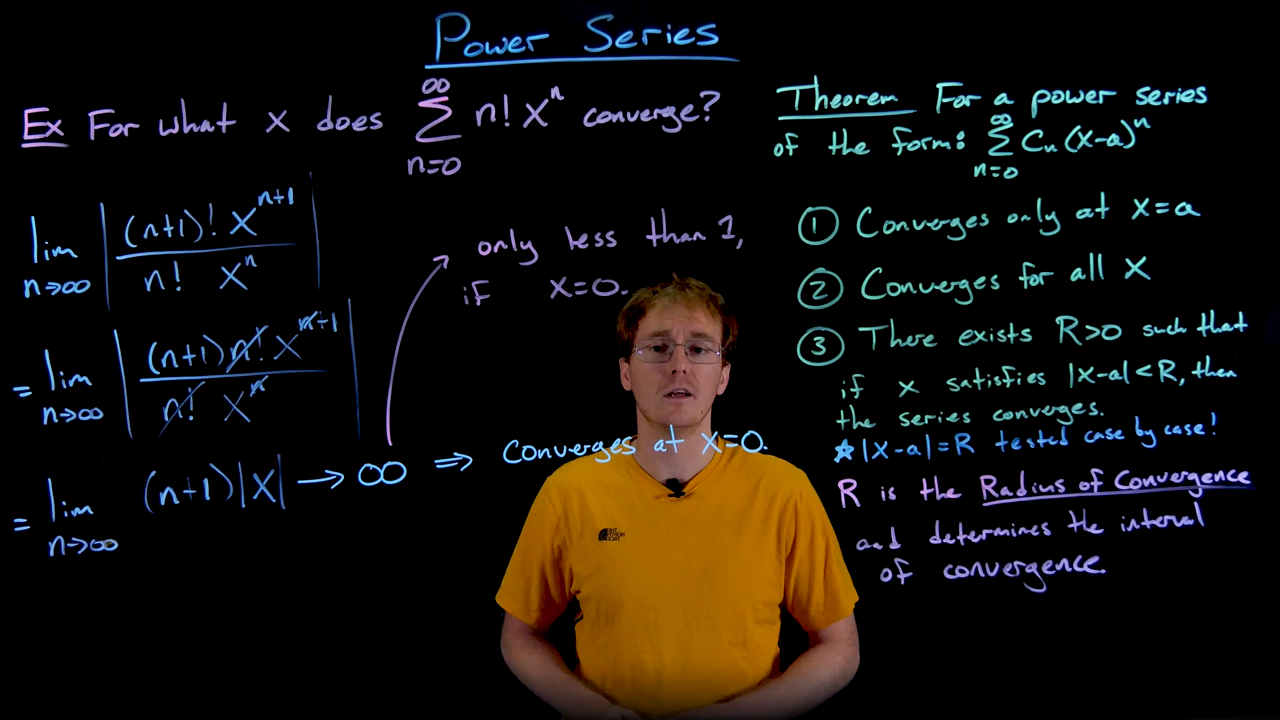 Power Series
Ex For what x does ∑_{n=0}^{∞} n! x^n converge?
lim_{n→∞} | (n+1)! x^{n+1} / n! x^n |
= lim_{n→∞} | (n+1) n! x^{n+1} / n! x^n |
= lim_{n→∞} (n+1)|x| → ∞ ⇒ Converges at x=0.
only less than 1,
if x=0.
Theorem For a power series
of the form: ∑_{n=0}^{∞} C_n (x-a)^n
① Converges only at x=a
② Converges for all x
③ There exists R>0 such that
if x satisfies |x-a|<R, then
the series converges.
☆|x-a|=R tested case by case!
R is the Radius of Convergence
and determines the interval
of convergence.